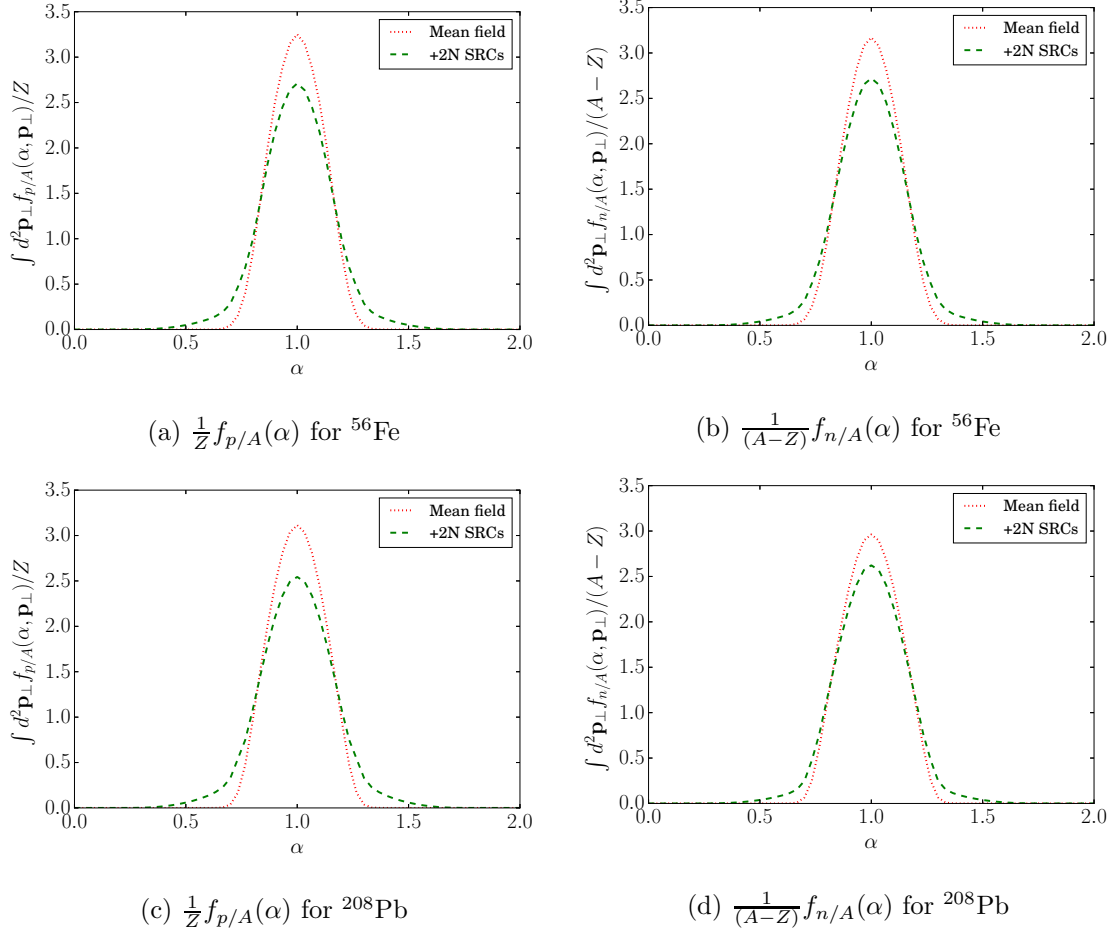 3.5
3.0
2.5
2.0
1.5
1.0
0.5
0.0
∫ d²p⊥ f_{p/A}(α, p⊥)/Z
Mean field
+2N SRCs
0.0 0.5 1.0 1.5 2.0
α
(a) 1/Z f_{p/A}(α) for ⁵⁶Fe
3.5
3.0
2.5
2.0
1.5
1.0
0.5
0.0
∫ d²p⊥ f_{n/A}(α, p⊥)/(A − Z)
Mean field
+2N SRCs
0.0 0.5 1.0 1.5 2.0
α
(b) 1/(A−Z) f_{n/A}(α) for ⁵⁶Fe
3.5
3.0
2.5
2.0
1.5
1.0
0.5
0.0
∫ d²p⊥ f_{p/A}(α, p⊥)/Z
Mean field
+2N SRCs
0.0 0.5 1.0 1.5 2.0
α
(c) 1/Z f_{p/A}(α) for ²⁰⁸Pb
3.5
3.0
2.5
2.0
1.5
1.0
0.5
0.0
∫ d²p⊥ f_{n/A}(α, p⊥)/(A − Z)
Mean field
+2N SRCs
0.0 0.5 1.0 1.5 2.0
α
(d) 1/(A−Z) f_{n/A}(α) for ²⁰⁸Pb